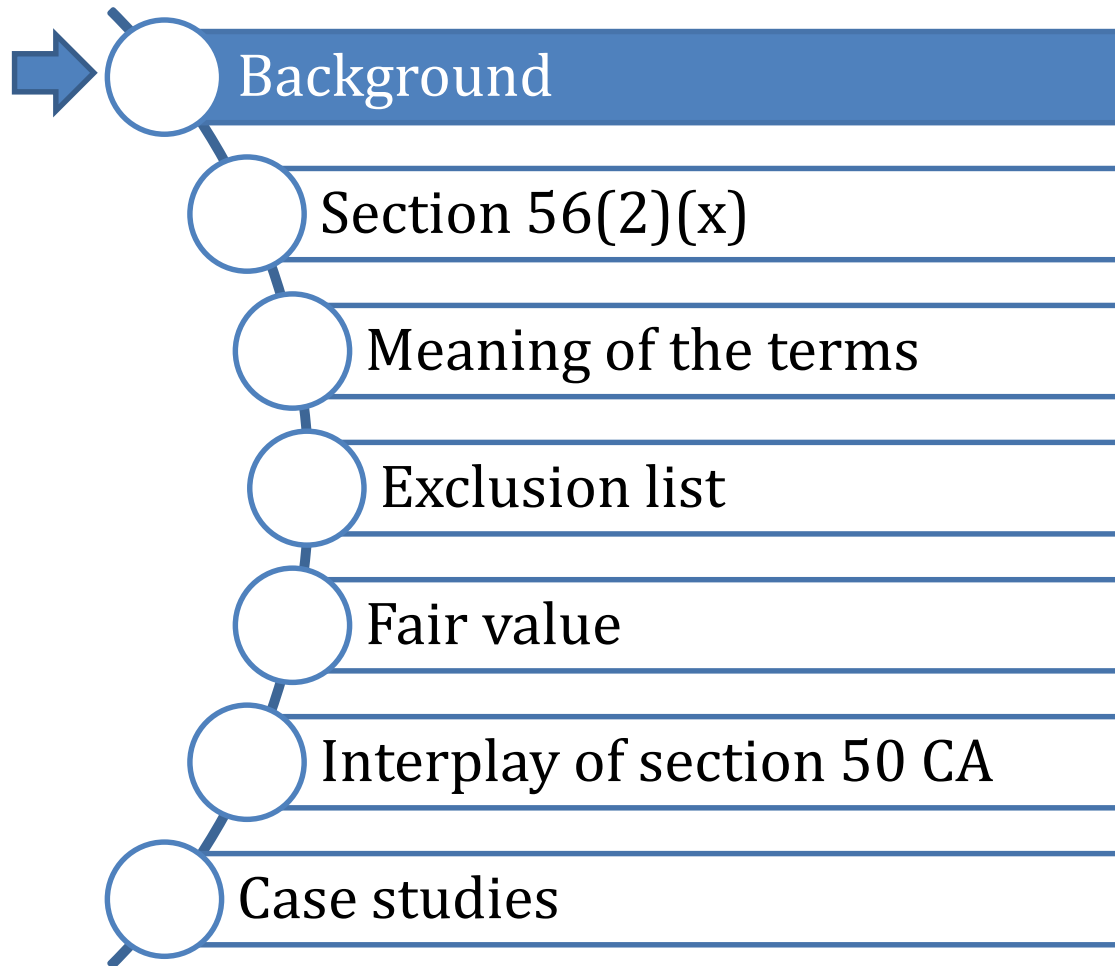 Background
Section 56(2)(x)
Meaning of the terms
Exclusion list
Fair value
Interplay of section 50 CA
Case studies